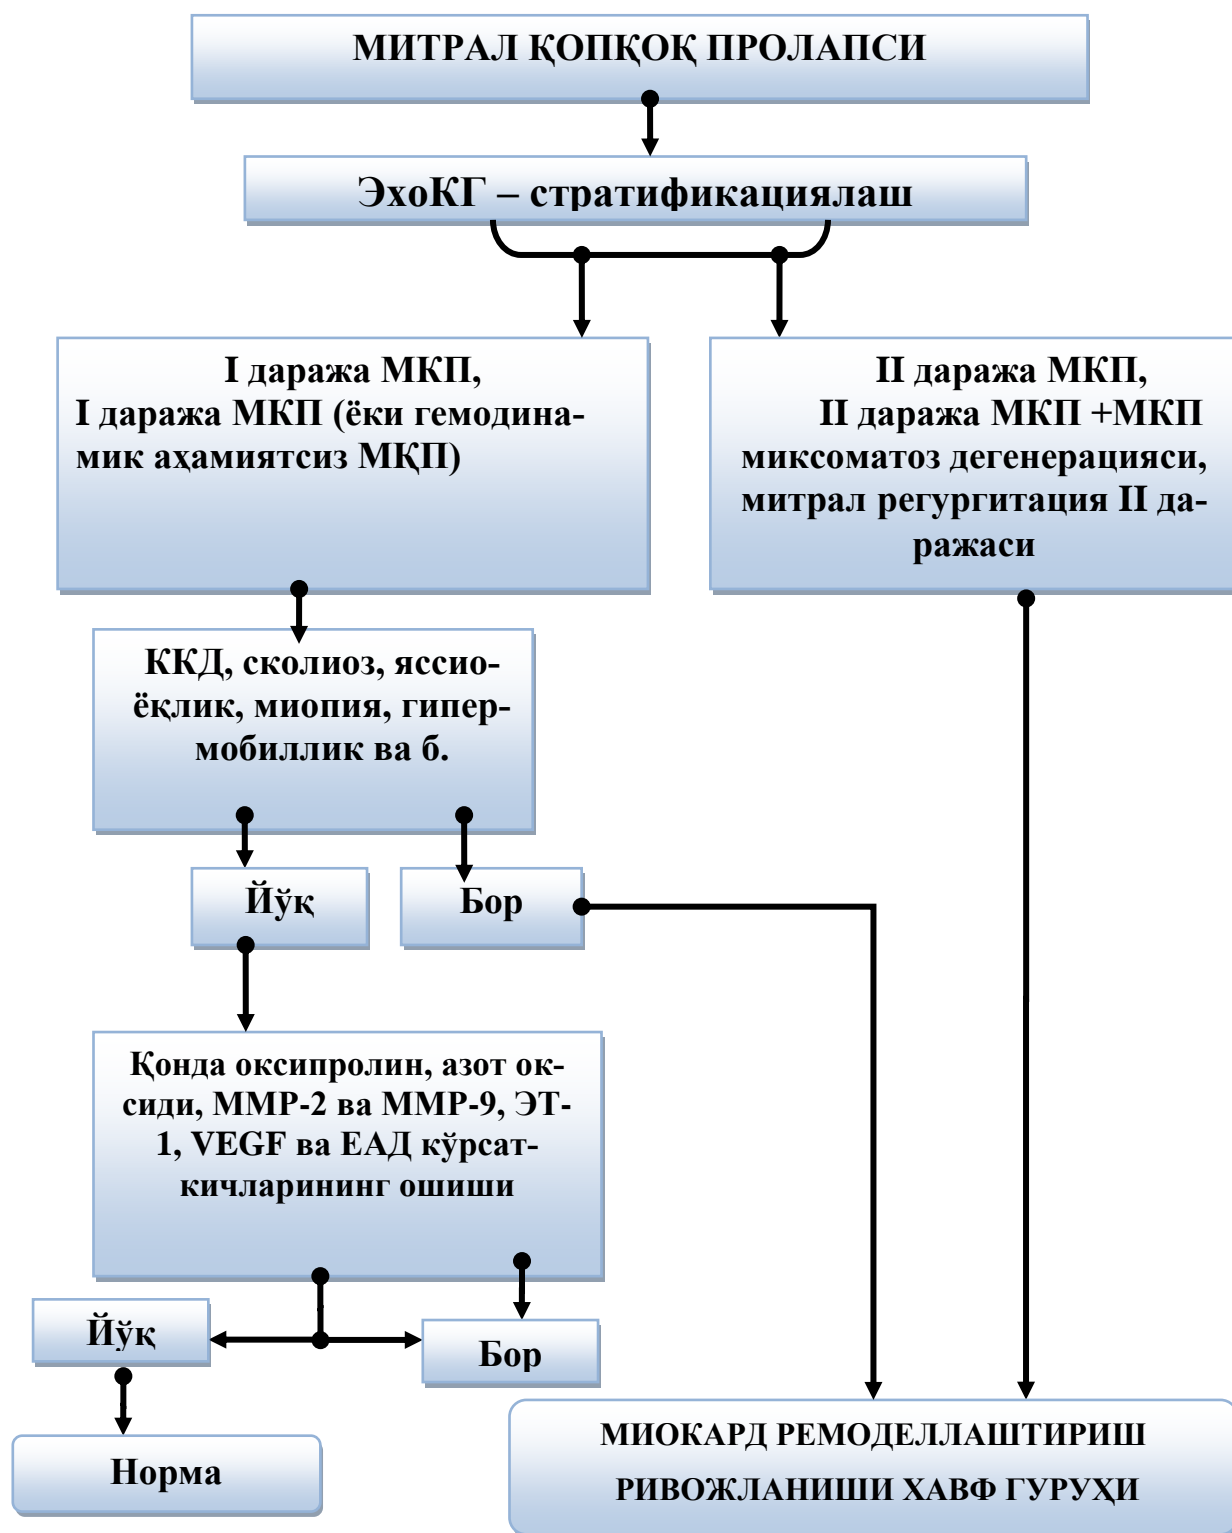 МИТРАЛ ҚОПҚОҚ ПРОЛАПСИ
ЭхоКГ – стратификациялаш
I даража МКП,
I даража МКП (ёки гемодина-
мик аҳамиятсиз МҚП)
II даража МКП,
II даража МКП +МКП
миксоматоз дегенерацияси,
митрал регургитация II да-
ражаси
ККД, сколиоз, яссио-
ёқлик, миопия, гипер-
мобиллик ва б.
Йўқ
Бор
Қонда оксипролин, азот ок-
сиди, ММР-2 ва ММР-9, ЭТ-
1, VEGF ва ЕАД кўрсат-
кичларининг ошиши
Йўқ
Бор
Норма
МИОКАРД РЕМОДЕЛЛАШТИРИШ
РИВОЖЛАНИШИ ХАВФ ГУРУҲИ